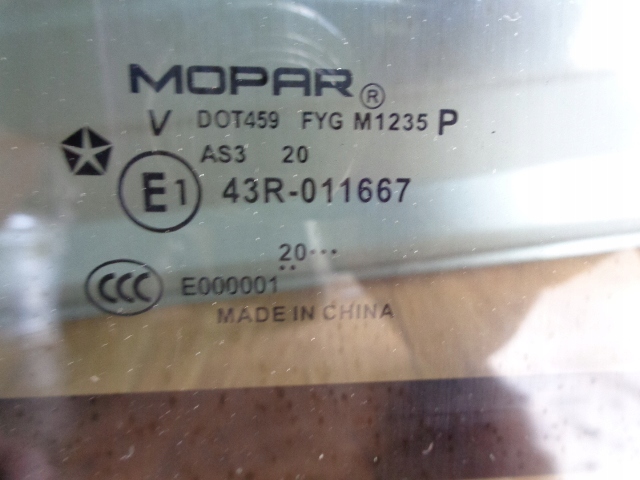 MOPAR®
V DOT459 FYG M1235 P
AS3 20
E1 43R-011667
20···
··
CCC E000001
MADE IN CHINA